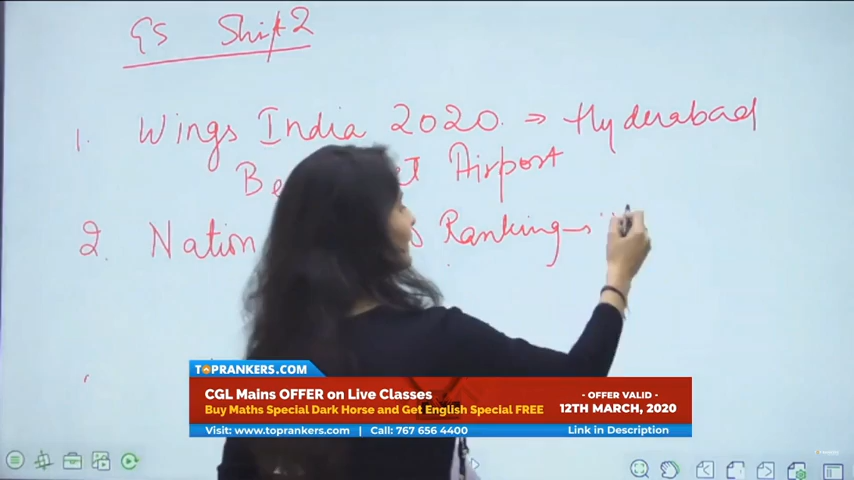 GS Shift 2
1. Wings India 2020. ⇒ Hyderabad
Airport
2. Ranking →
TOPRANKERS.COM
CGL Mains OFFER on Live Classes
Buy Maths Special Dark Horse and Get English Special FREE
- OFFER VALID -
12TH MARCH, 2020
Visit: www.toprankers.com | Call: 767 656 4400
Link in Description